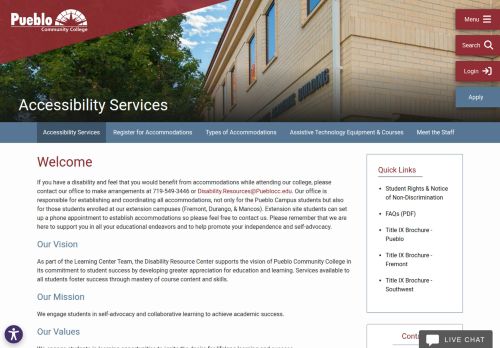 Pueblo
Community College
Menu
Search
Login
Apply
ACADEMIC BUILDING
Accessibility Services
Accessibility Services
Register for Accommodations
Types of Accommodations
Assistive Technology Equipment & Courses
Meet the Staff
Welcome
If you have a disability and feel that you would benefit from accommodations while attending our college,
please contact our office to make arrangements at 719-549-3446 or Disability.Resources@Pueblocc.edu. Our office is
responsible for establishing and coordinating all accommodations, not only for the Pueblo Campus students but also
for those students enrolled at our extension campuses (Fremont, Durango, & Mancos). Extension site students can set
up a phone appointment to establish accommodations so please feel free to contact us. Please remember that we are
here to support you in all your educational endeavors and to help promote your independence and self-advocacy.
Our Vision
As part of the Learning Center Team, the Disability Resource Center supports the vision of Pueblo Community College in
its commitment to student success by developing greater appreciation for education and learning. Services available to
all students foster success through mastery of course content and skills.
Our Mission
We engage students in self-advocacy and collaborative learning to achieve academic success.
Our Values
Quick Links
Student Rights & Notice
of Non-Discrimination
FAQs (PDF)
Title IX Brochure -
Pueblo
Title IX Brochure -
Fremont
Title IX Brochure -
Southwest
LIVE CHAT